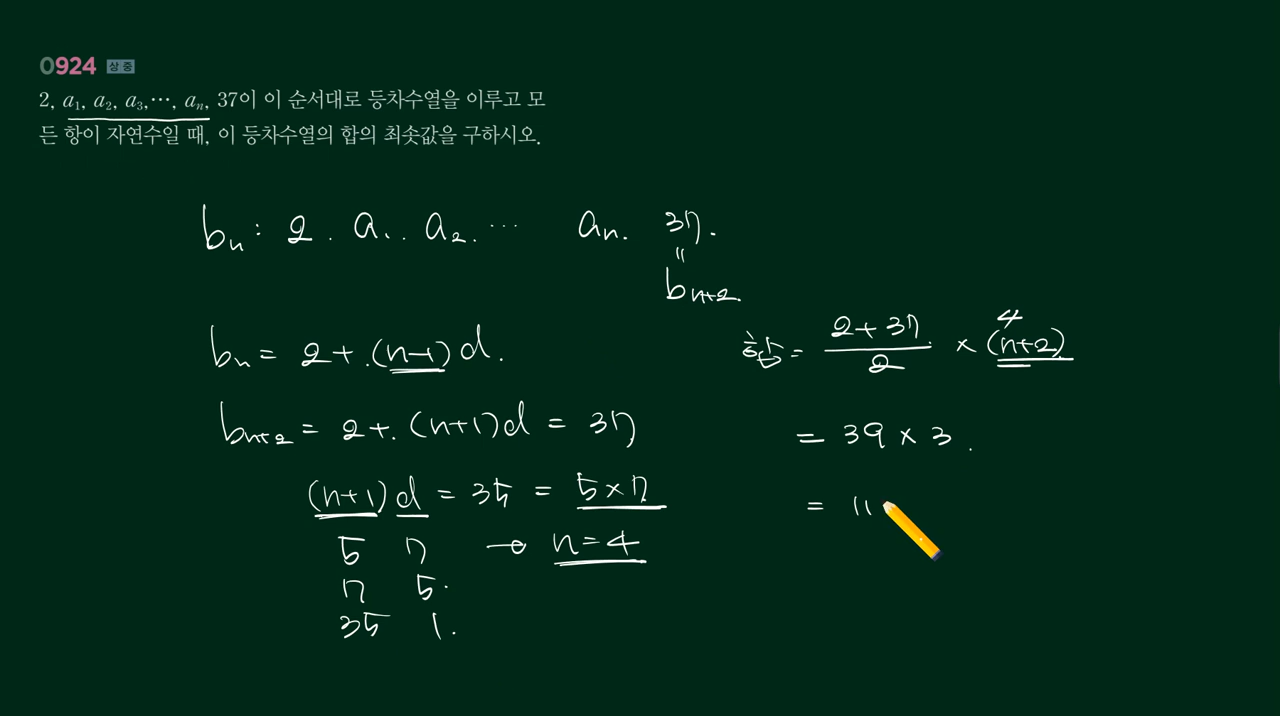 0924 상 중
2, a₁, a₂, a₃,⋯, aₙ, 37이 이 순서대로 등차수열을 이루고 모
든 항이 자연수일 때, 이 등차수열의 합의 최솟값을 구하시오.
bₙ : 2 . a₁. a₂. ⋯ aₙ. 37.
=
bₙ₊₂.
bₙ = 2 + (n-1)d.
bₙ₊₂ = 2 + (n+1)d = 37
(n+1)d = 35 = 5×7
5 7 → n=4
7 5.
35 1.
4
합 = (2+37)/2 × (n+2)
= 39 × 3.
= 11